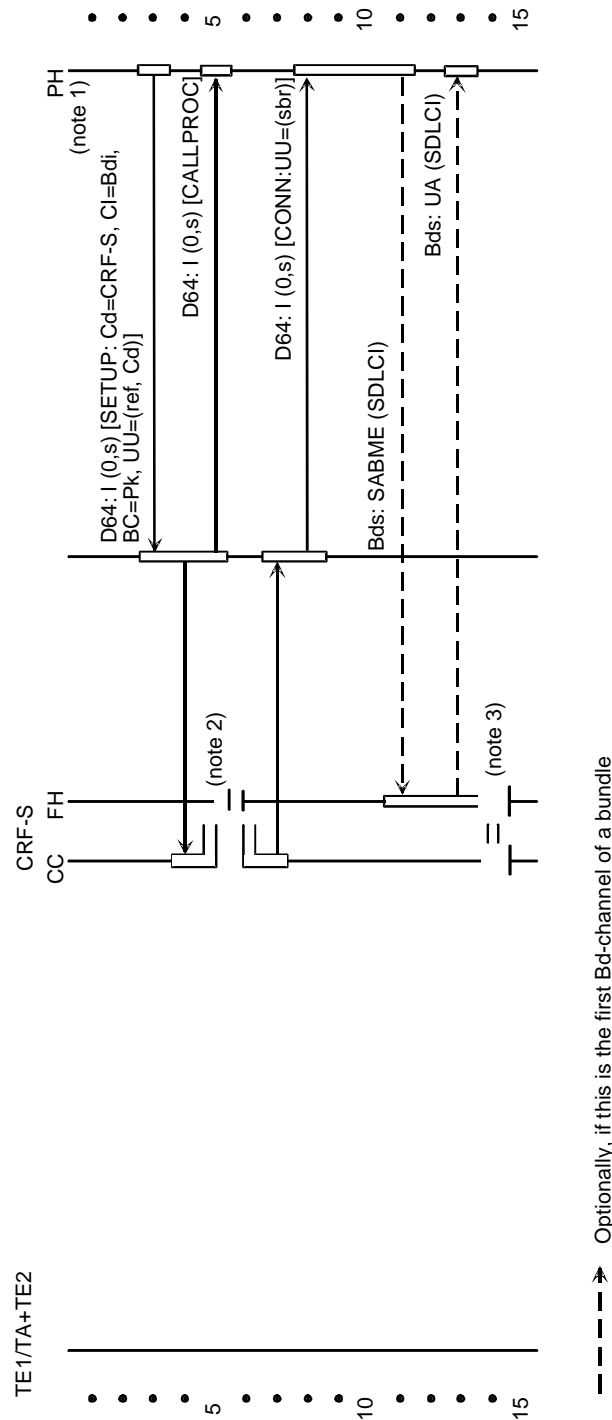 TE1/TA+TE2
CRF-S
CC
FH
PH
(note 1)
D64: I (0,s) [SETUP: Cd=CRF-S, CI=Bdi,
BC=Pk, UU=(ref, Cd)]
D64: I (0,s) [CALLPROC]
5
5
(note 2)
D64: I (0,s) [CONN:UU=(sbr)]
10
10
Bds: SABME (SDLCI)
Bds: UA (SDLCI)
(note 3)
15
15
Optionally, if this is the first Bd-channel of a bundle